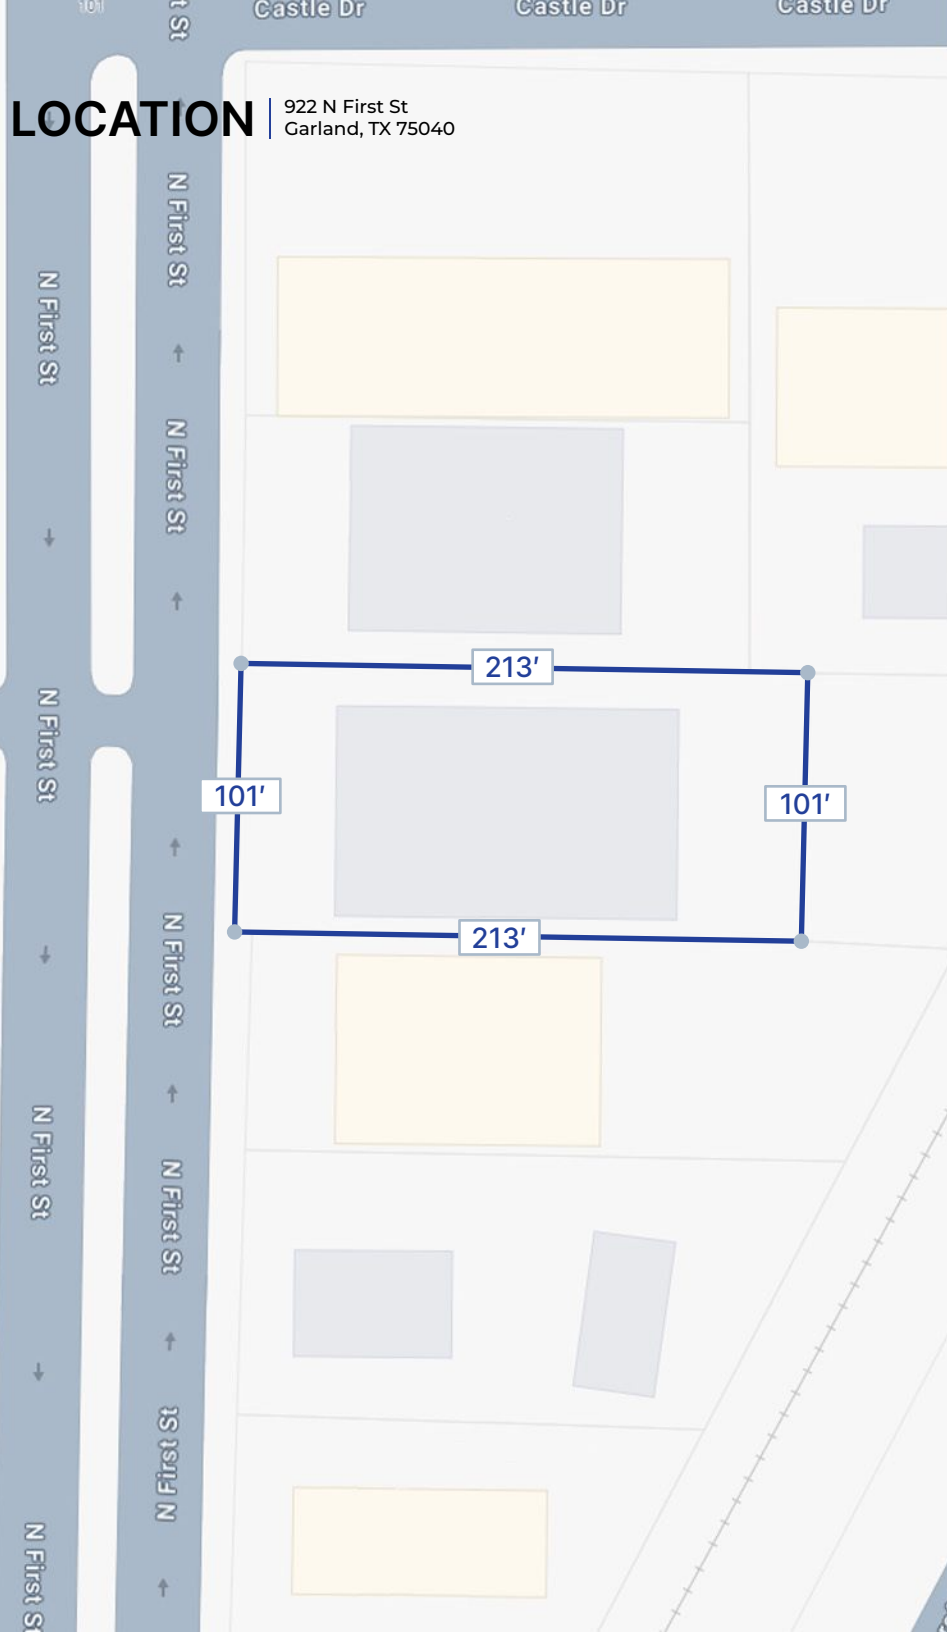 101
t St
Castle Dr
Castle Dr
Castle Dr
LOCATION
922 N First St
Garland, TX 75040
N First St
N First St
N First St
213′
N First St
101′
101′
N First St
213′
N First St
N First St
N First St
N First St